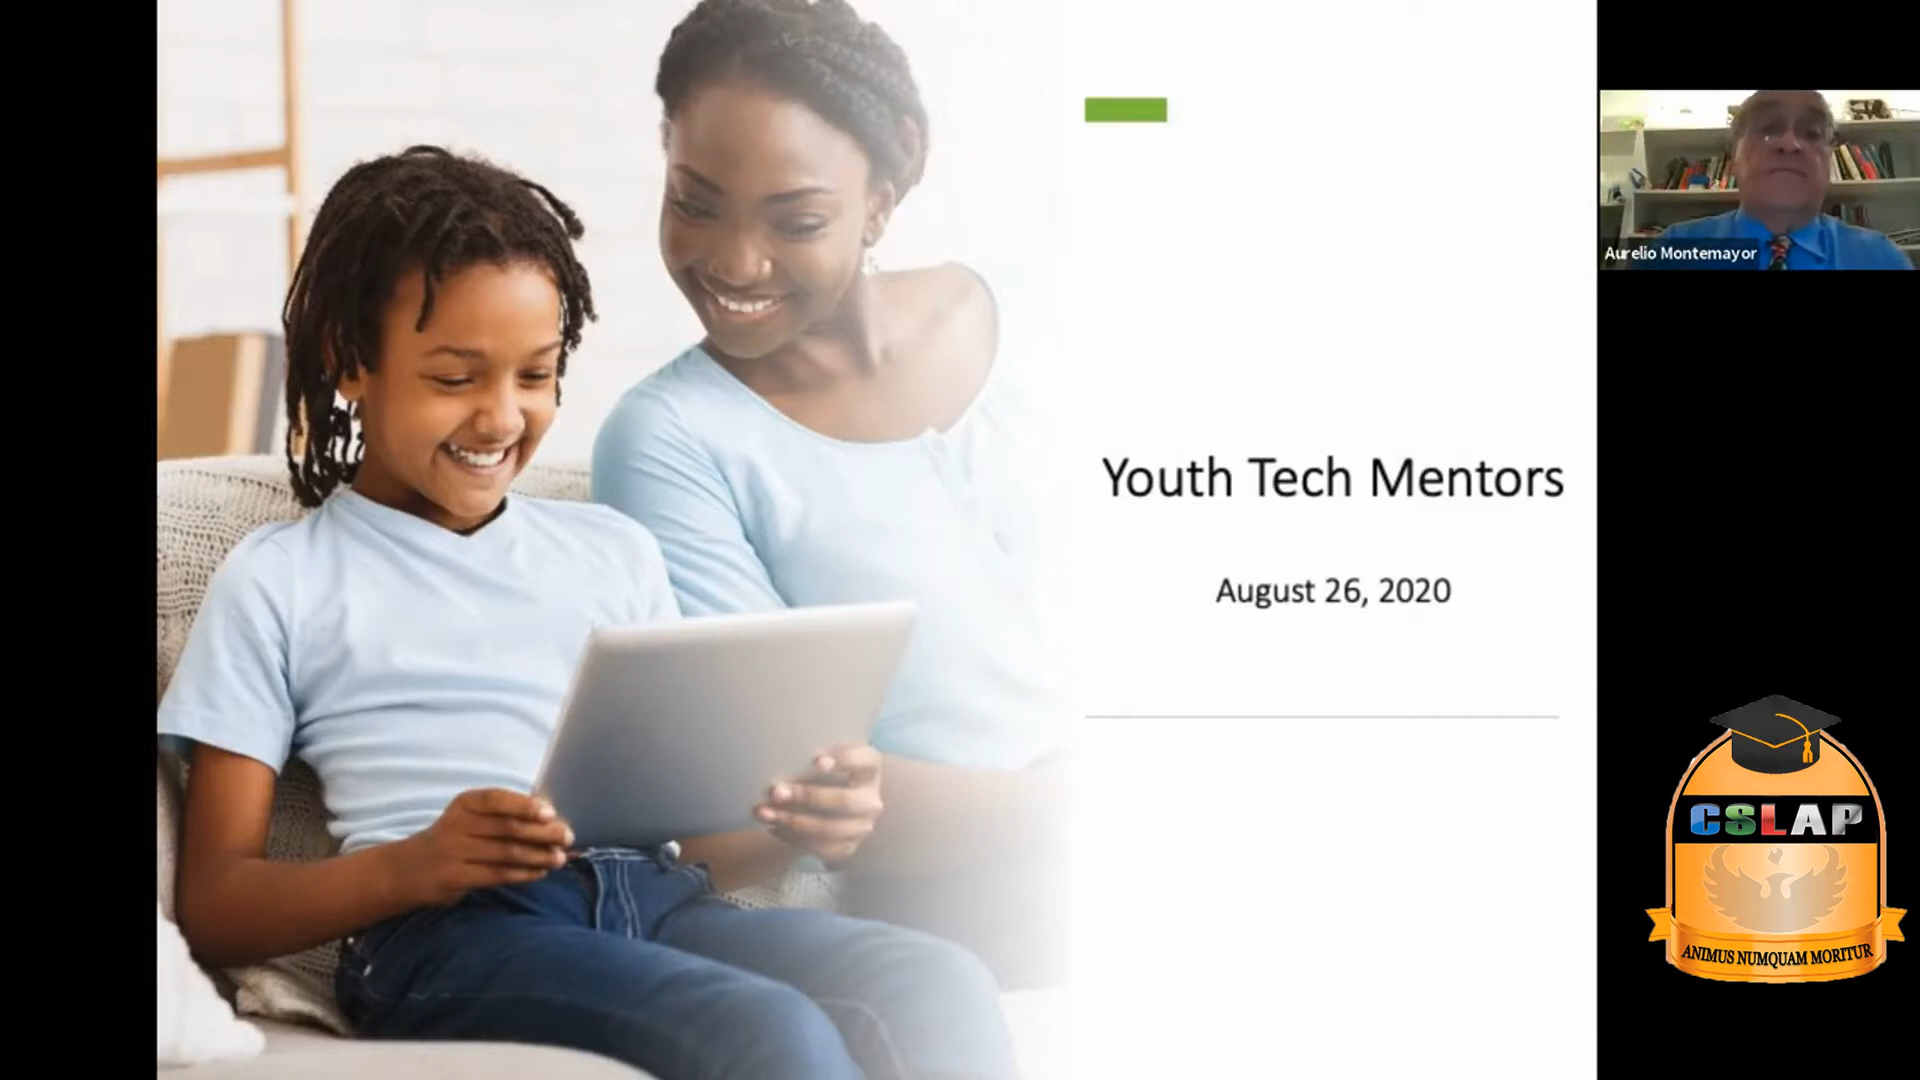 Youth Tech Mentors
August 26, 2020
Aurelio Montemayor
CSLAP
ANIMUS NUMQUAM MORITUR